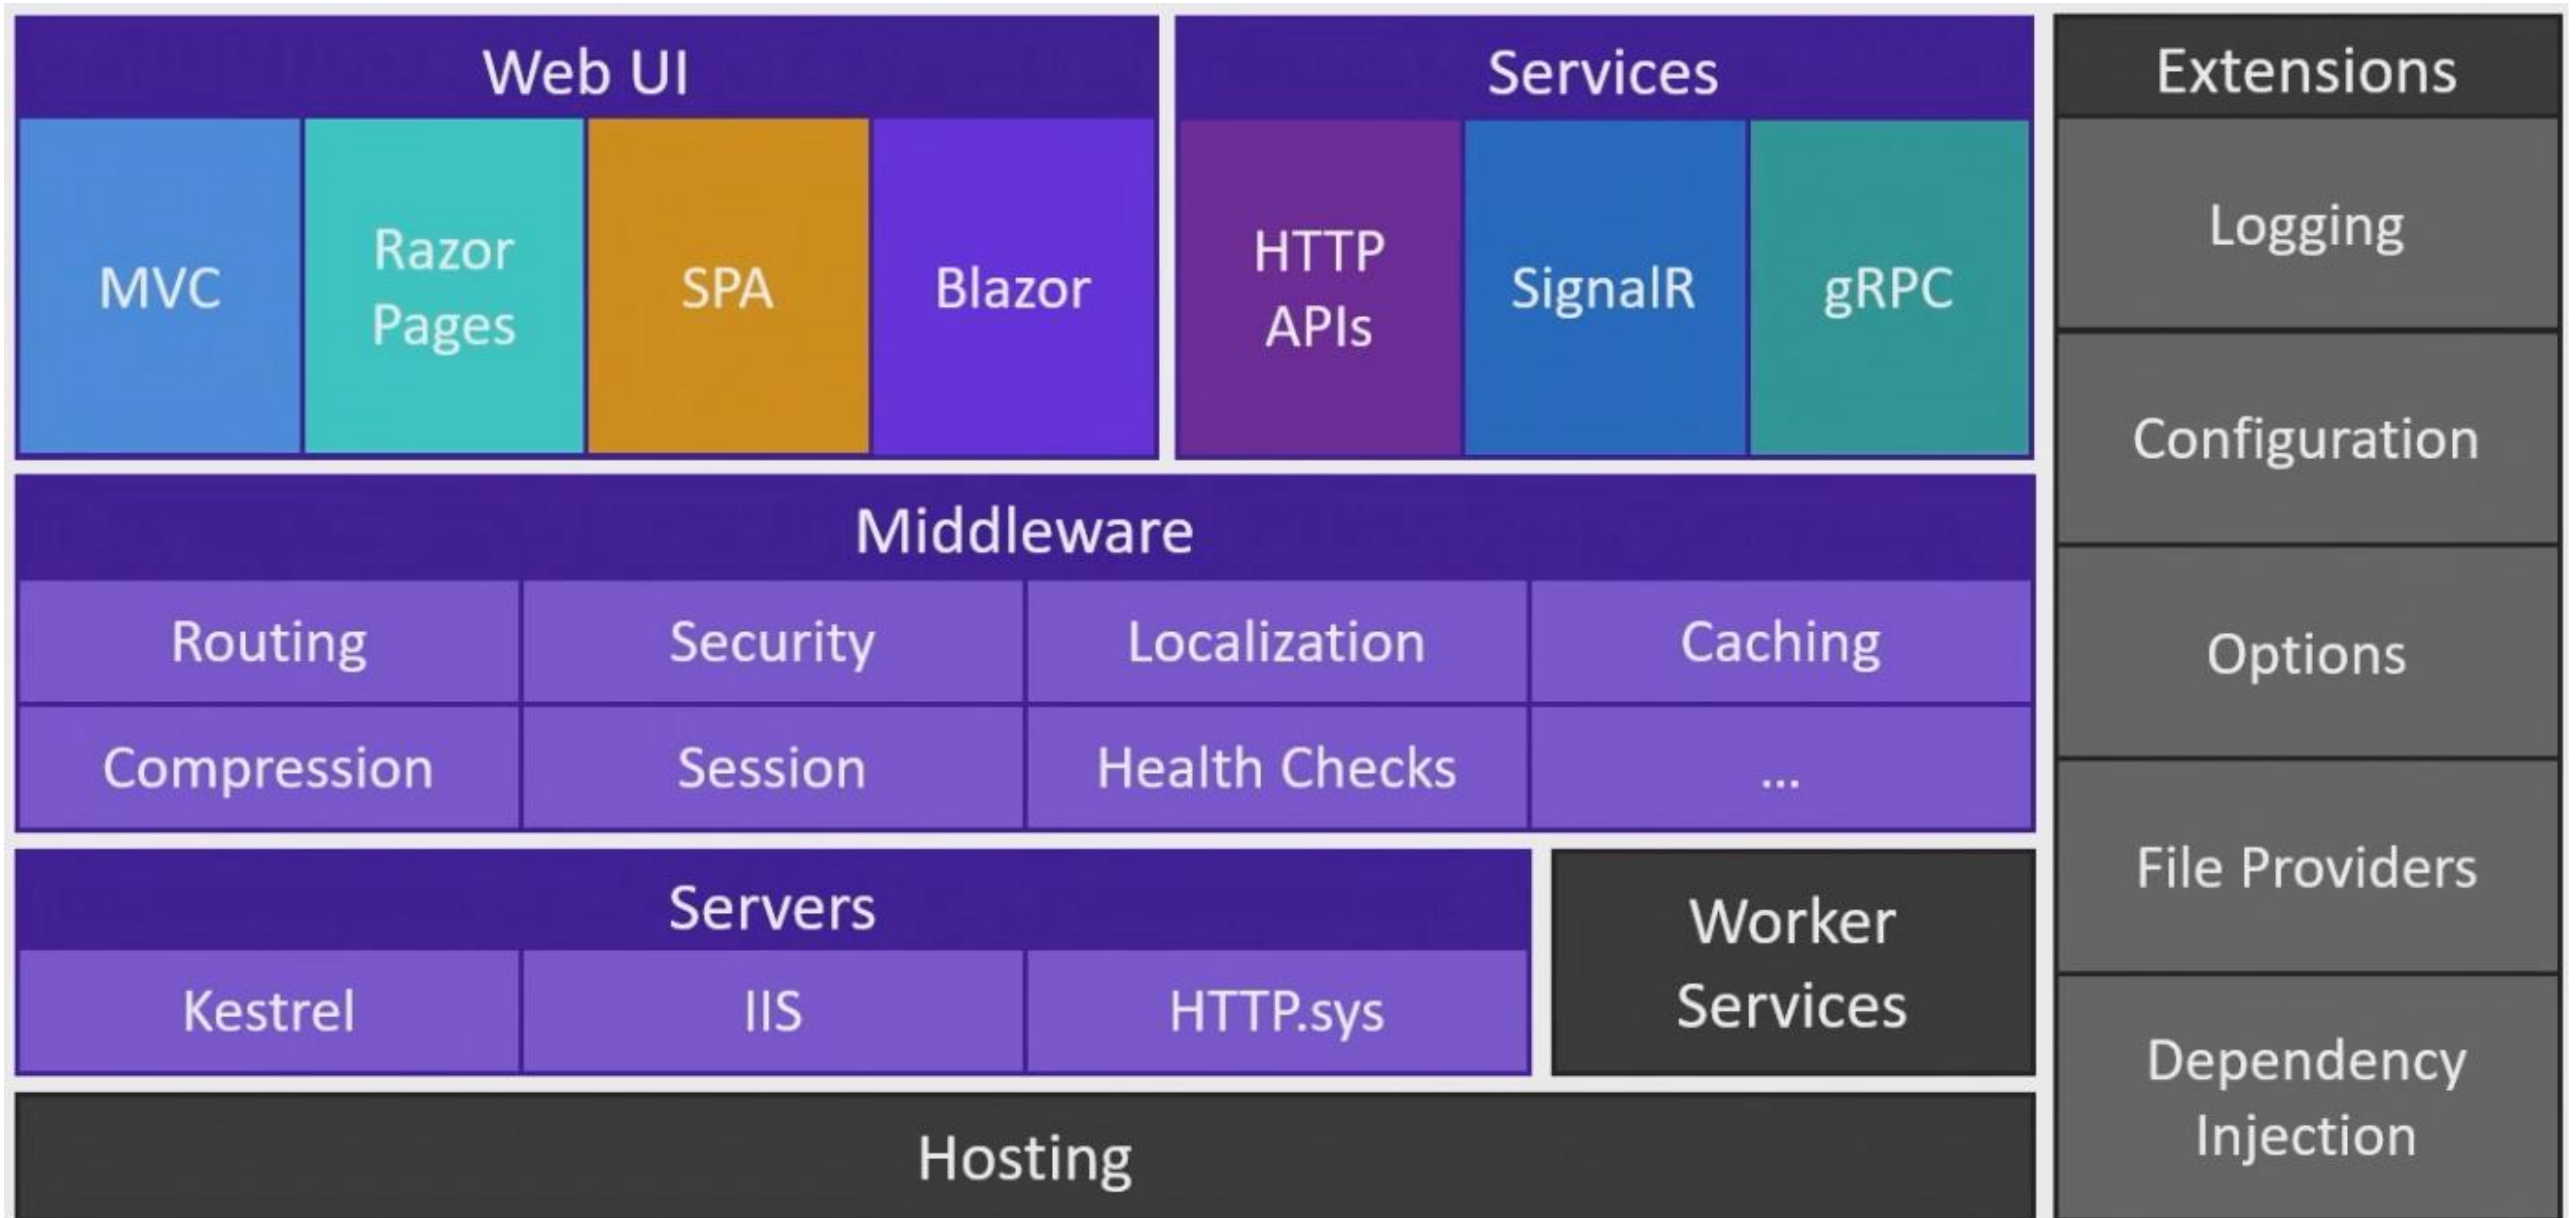 Web UI
MVC
Razor
Pages
SPA
Blazor
Services
HTTP
APIs
SignalR
gRPC
Middleware
Routing
Security
Localization
Caching
Compression
Session
Health Checks
...
Servers
Kestrel
IIS
HTTP.sys
Worker
Services
Hosting
Extensions
Logging
Configuration
Options
File Providers
Dependency
Injection